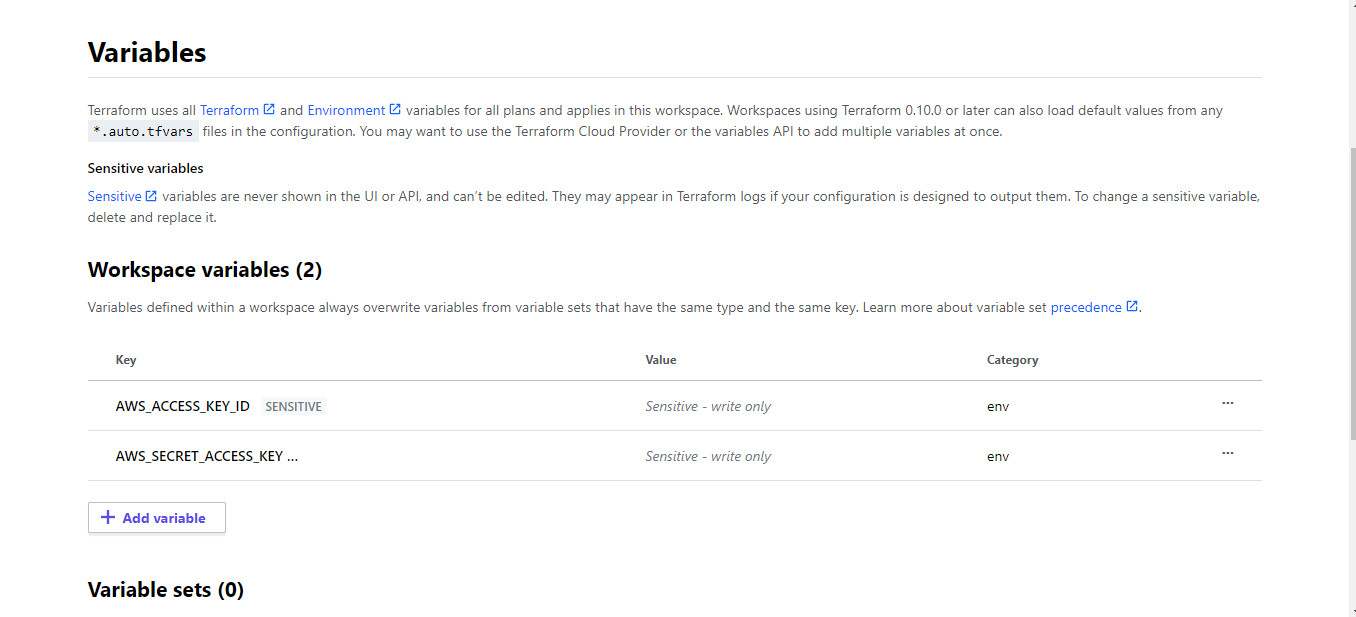 Variables
Terraform uses all Terraform and Environment variables for all plans and applies in this workspace. Workspaces using Terraform 0.10.0 or later can also load default values from any
*.auto.tfvars files in the configuration. You may want to use the Terraform Cloud Provider or the variables API to add multiple variables at once.
Sensitive variables
Sensitive variables are never shown in the UI or API, and can't be edited. They may appear in Terraform logs if your configuration is designed to output them. To change a sensitive variable,
delete and replace it.
Workspace variables (2)
Variables defined within a workspace always overwrite variables from variable sets that have the same type and the same key. Learn more about variable set precedence.
Key Value Category
AWS_ACCESS_KEY_ID SENSITIVE Sensitive - write only env ...
AWS_SECRET_ACCESS_KEY ... Sensitive - write only env ...
+ Add variable
Variable sets (0)